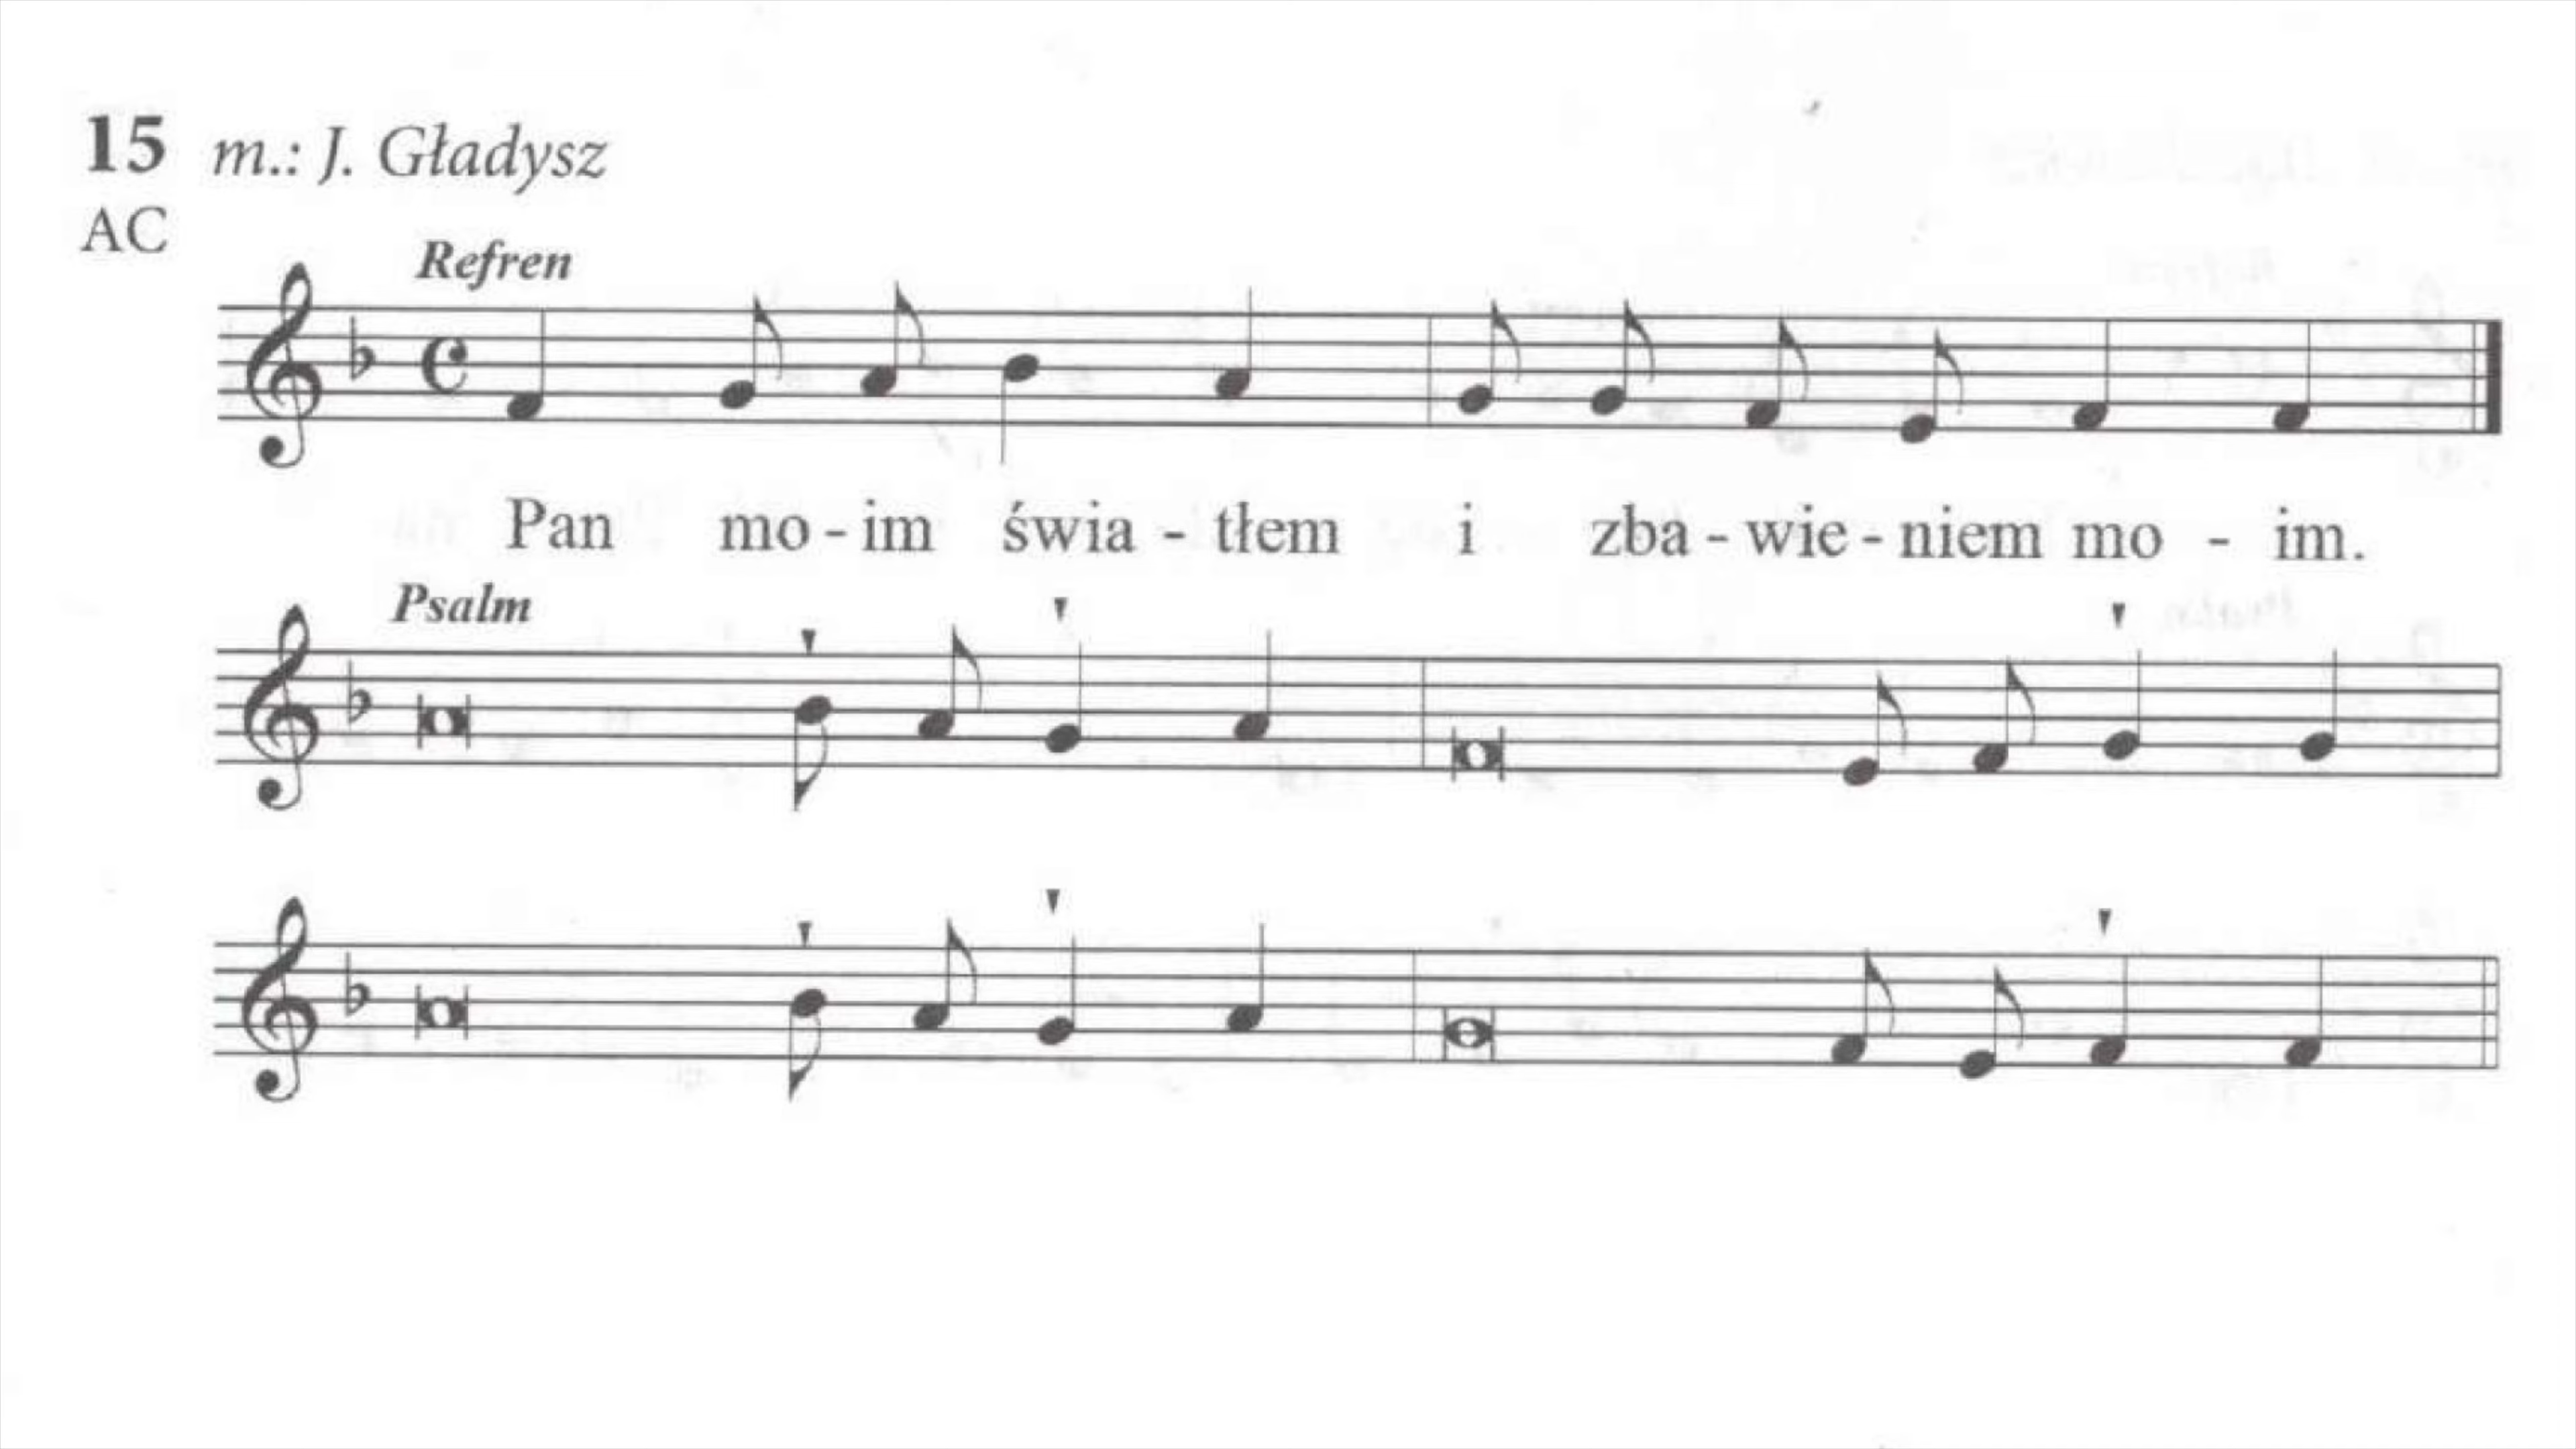 15 m.: J. Gładysz
AC
Refren
Pan mo - im świa - tłem i zba - wie - niem mo - im.
Psalm